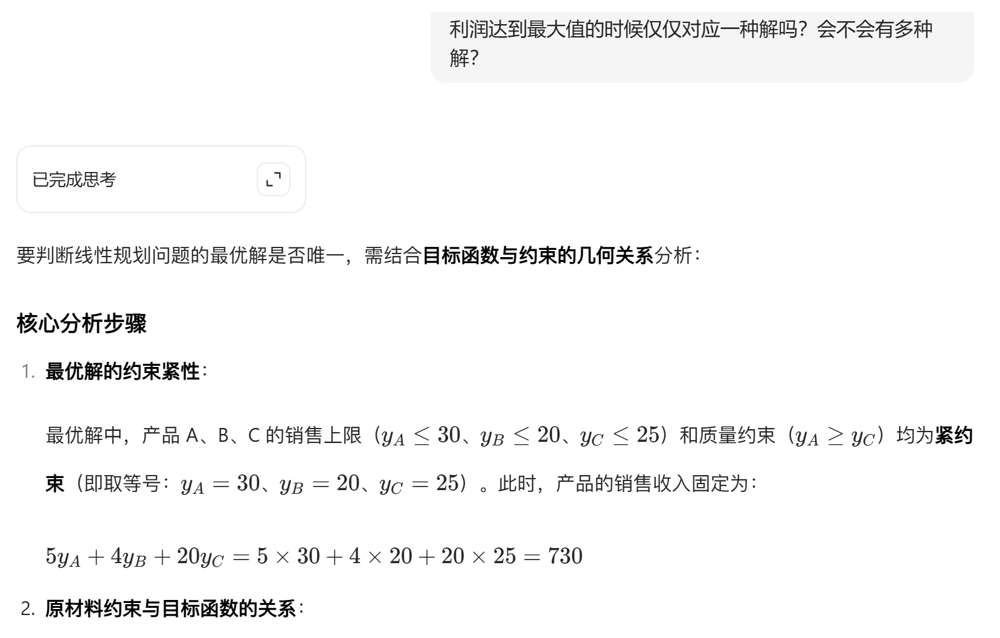 利润达到最大值的时候仅仅对应一种解吗？会不会有多种
解？
已完成思考
要判断线性规划问题的最优解是否唯一，需结合目标函数与约束的几何关系分析：
核心分析步骤
1. 最优解的约束紧性：
最优解中，产品 A、B、C 的销售上限（y_A ≤ 30、y_B ≤ 20、y_C ≤ 25）和质量约束（y_A ≥ y_C）均为紧约
束（即取等号：y_A = 30、y_B = 20、y_C = 25）。此时，产品的销售收入固定为：
5y_A + 4y_B + 20y_C = 5 × 30 + 4 × 20 + 20 × 25 = 730
2. 原材料约束与目标函数的关系：